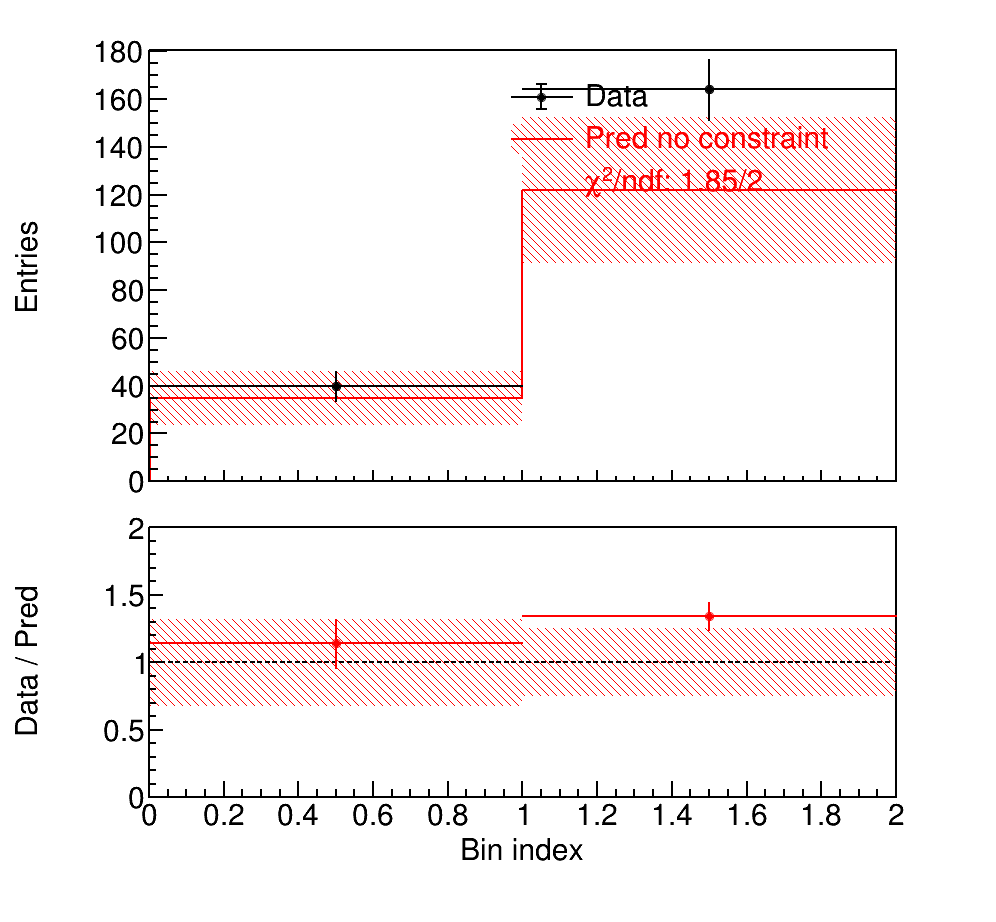 180
160
140
120
100
80
60
40
20
0
Entries
Data
Pred no constraint
χ²/ndf: 1.85/2
2
1.5
1
0.5
0
Data / Pred
0 0.2 0.4 0.6 0.8 1 1.2 1.4 1.6 1.8 2
Bin index